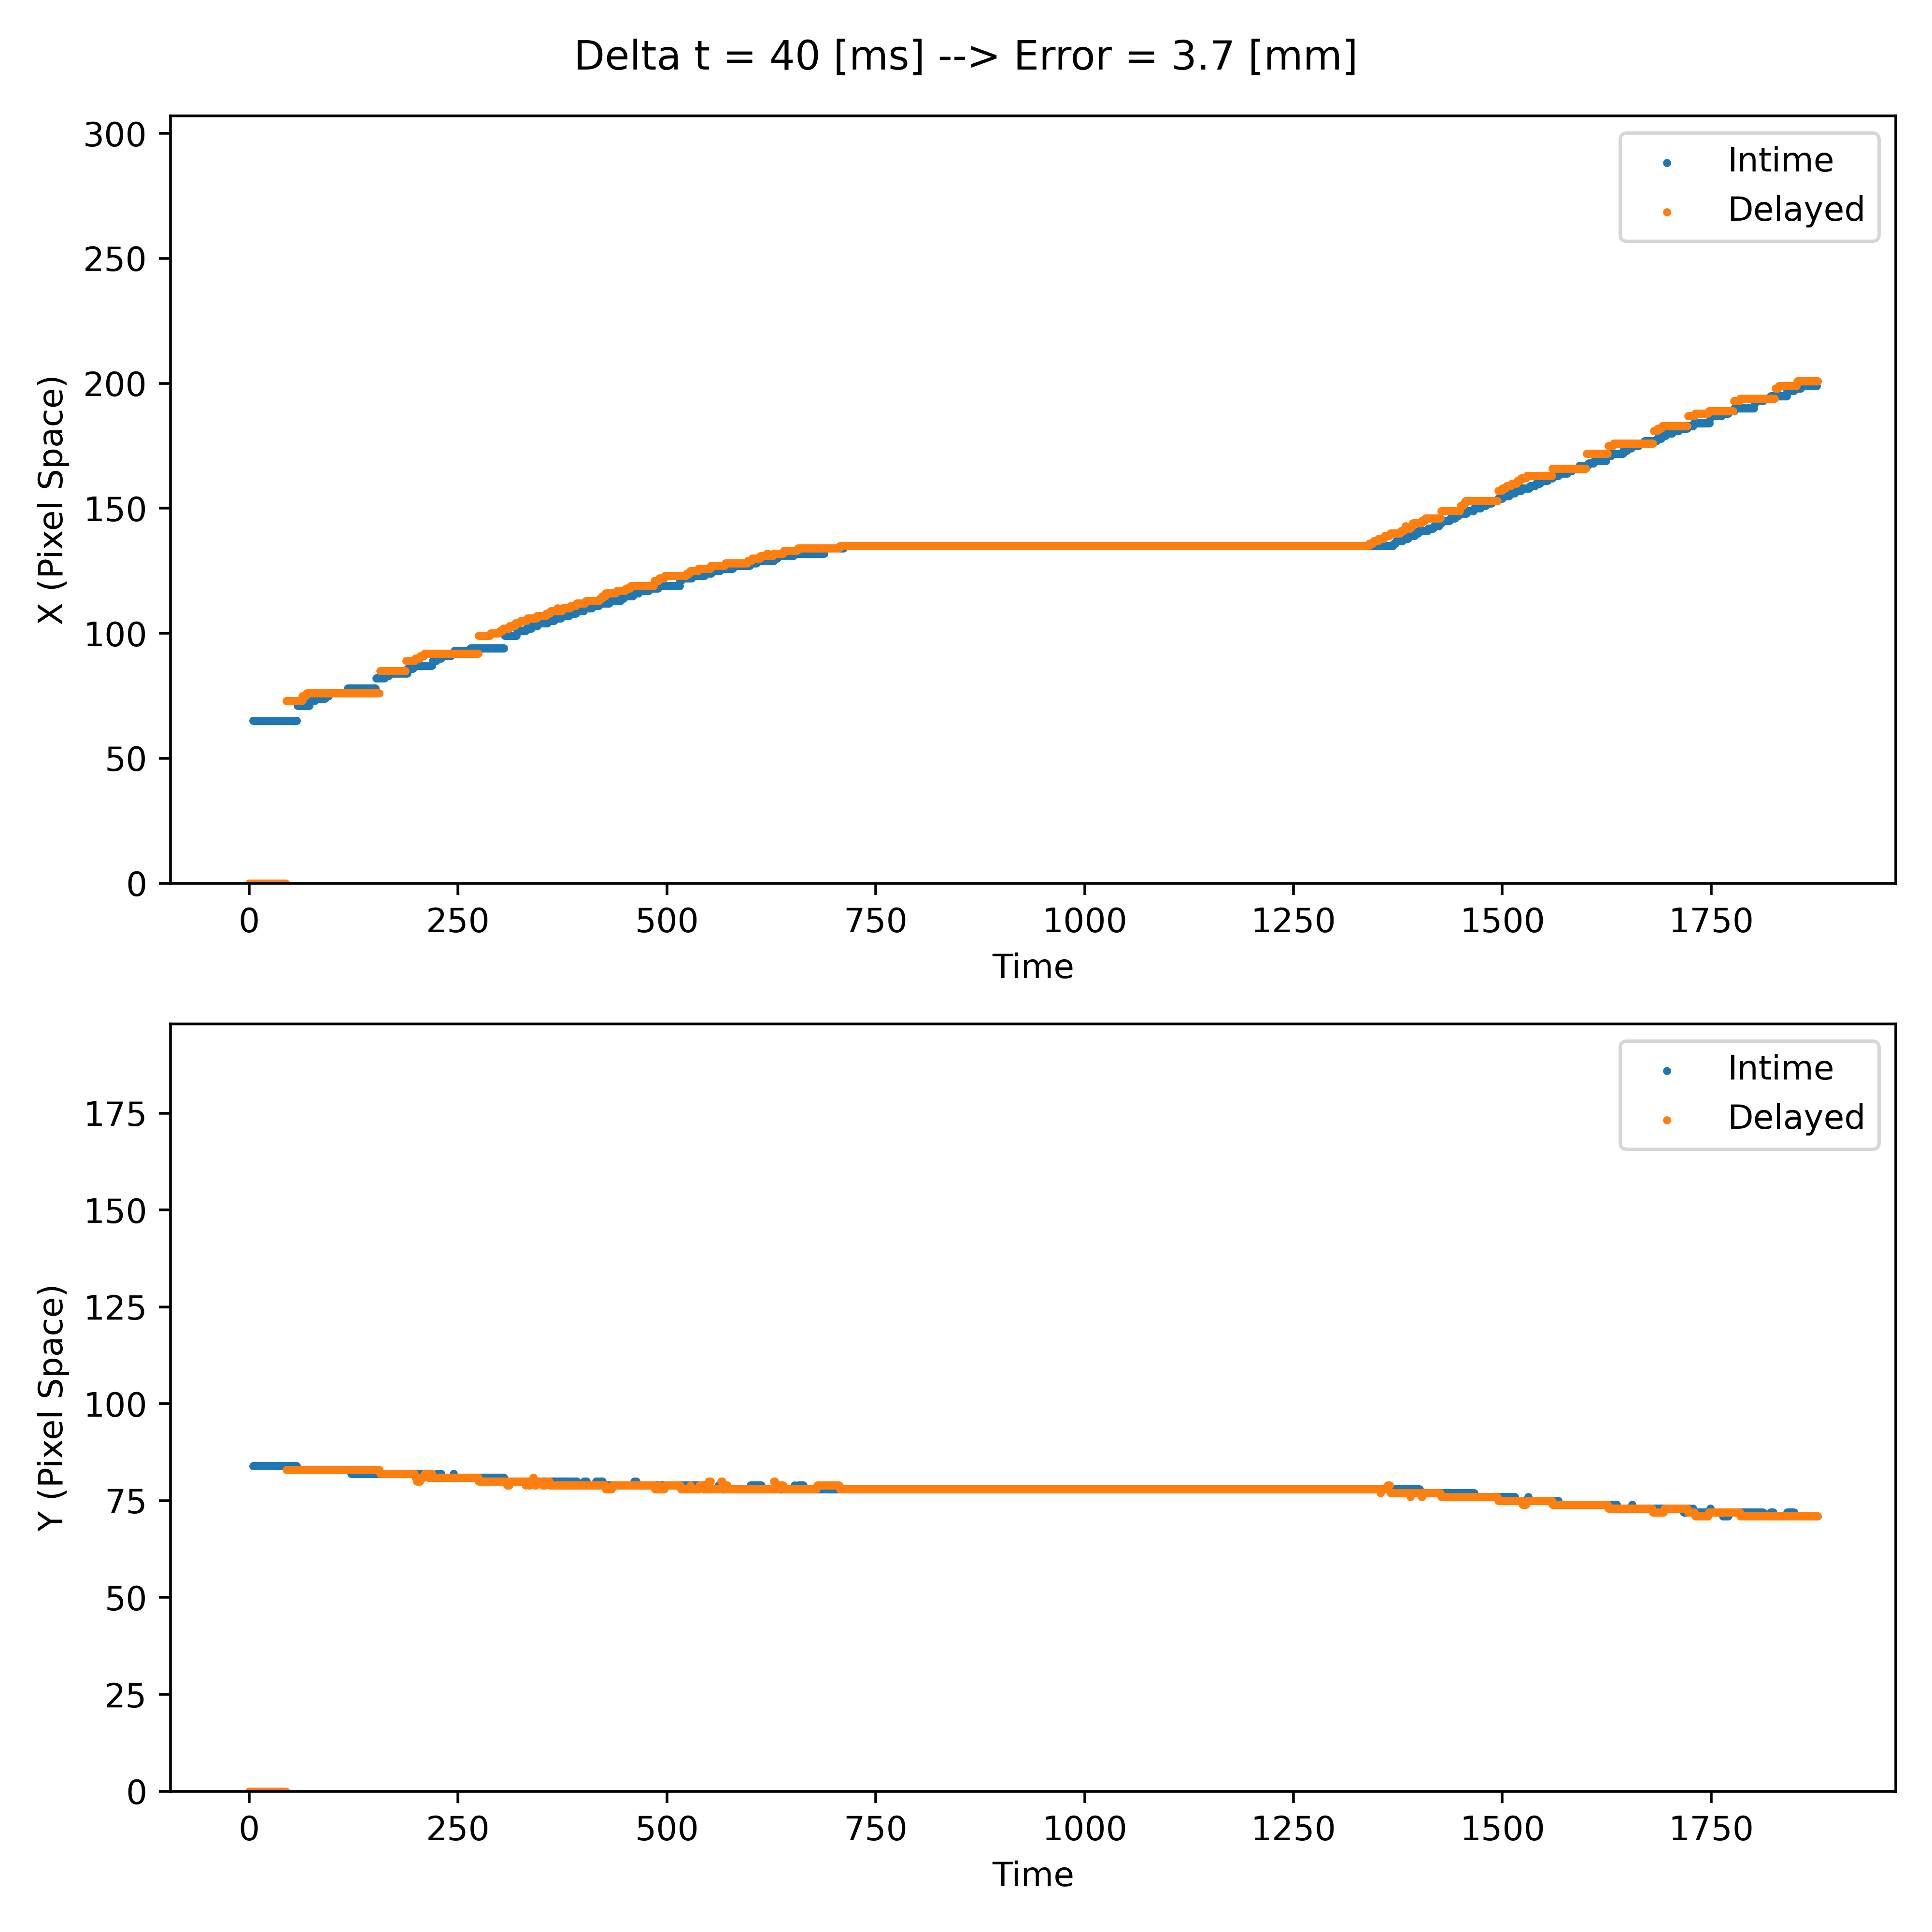 Delta t = 40 [ms] --> Error = 3.7 [mm]
300
250
200
150
100
50
0
X (Pixel Space)
Intime
Delayed
0 250 500 750 1000 1250 1500 1750
Time
175
150
125
100
75
50
25
0
Y (Pixel Space)
Intime
Delayed
0 250 500 750 1000 1250 1500 1750
Time